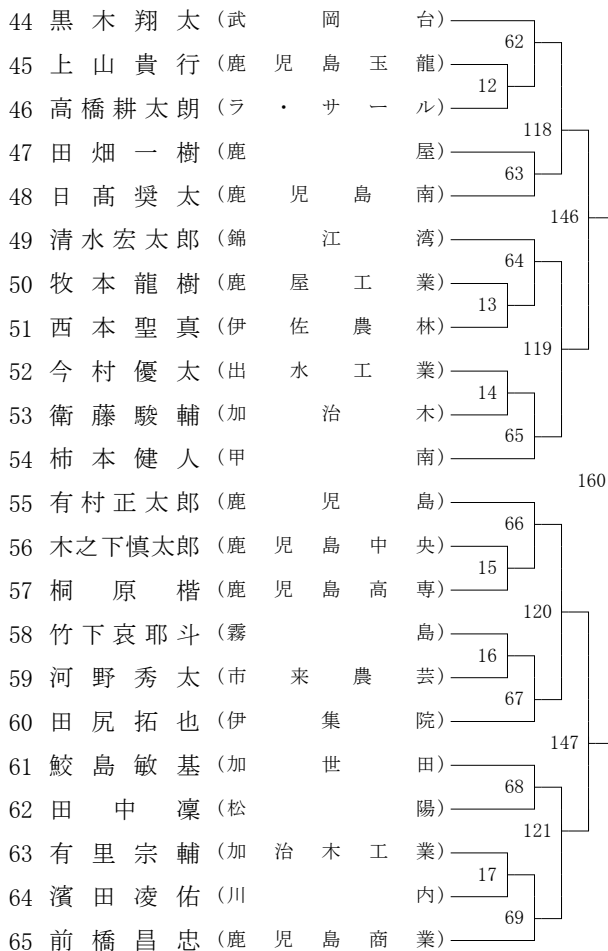 44 黒木翔太 (武岡台)
62
45 上山貴行 (鹿児島玉龍)
12
46 高橋耕太朗 (ラ・サール)
118
47 田畑一樹 (鹿屋)
63
48 日髙奨太 (鹿児島南)
146
49 清水宏太郎 (錦江湾)
64
50 牧本龍樹 (鹿屋工業)
13
51 西本聖真 (伊佐農林)
119
52 今村優太 (出水工業)
14
53 衛藤駿輔 (加治木)
65
54 柿本健人 (甲南)
160
55 有村正太郎 (鹿児島)
66
56 木之下慎太郎 (鹿児島中央)
15
57 桐原楷 (鹿児島高専)
120
58 竹下哀耶斗 (霧島)
16
59 河野秀太 (市来農芸)
67
60 田尻拓也 (伊集院)
147
61 鮫島敏基 (加世田)
68
62 田中凜 (松陽)
121
63 有里宗輔 (加治木工業)
17
64 濱田凌佑 (川内)
69
65 前橋昌忠 (鹿児島商業)